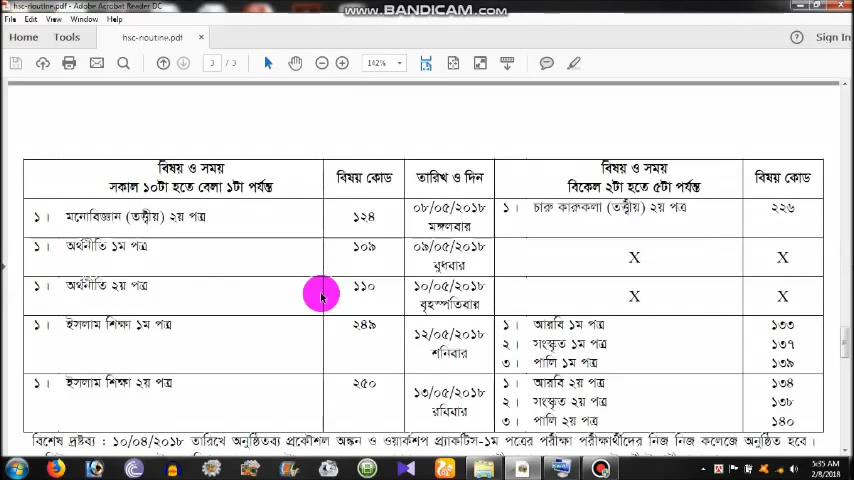 hsc-rioutine.pdf - Adobe Acrobat Reader DC
WWW.BANDICAM.COM
File Edit View Window Help
Home Tools hsc-rioutine.pdf × Sign In
3 / 3 142%
বিষয় ও সময় বিষয় কোড তারিখ ও দিন বিষয় ও সময় বিষয় কোড
সকাল ১০টা হতে বেলা ১টা পর্যন্ত বিকেল ২টা হতে ৫টা পর্যন্ত
১। মনোবিজ্ঞান (তত্ত্বীয়) ২য় পত্র ১২৪ ০৮/০৫/২০১৮ ১। চারু কারুকলা (তত্ত্বীয়) ২য় পত্র ২২৬
মঙ্গলবার
১। অর্থনীতি ১ম পত্র ১০৯ ০৯/০৫/২০১৮ X X
বুধবার
১। অর্থনীতি ২য় পত্র ১১০ ১০/০৫/২০১৮ X X
বৃহস্পতিবার
১। ইসলাম শিক্ষা ১ম পত্র ২৪৯ ১২/০৫/২০১৮ ১। আরবি ১ম পত্র ১৩৩
শনিবার ২। সংস্কৃত ১ম পত্র ১৩৭
৩। পালি ১ম পত্র ১৩৯
১। ইসলাম শিক্ষা ২য় পত্র ২৫০ ১৩/০৫/২০১৮ ১। আরবি ২য় পত্র ১৩৪
রবিবার ২। সংস্কৃত ২য় পত্র ১৩৮
৩। পালি ২য় পত্র ১৪০
বিশেষ দ্রষ্টব্য : ১০/০৪/২০১৮ তারিখে অনুষ্ঠিতব্য প্রকৌশল অঙ্কন ও ওয়ার্কশপ প্র্যাকটিস-১ম পত্রের পরীক্ষা পরীক্ষার্থীদের নিজ নিজ কলেজে অনুষ্ঠিত হবে।
5:35 AM
2/8/2018